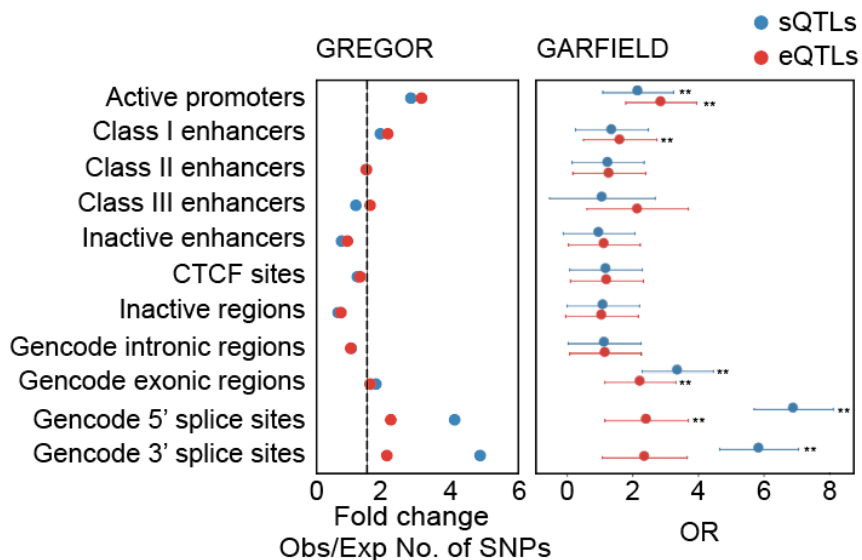 sQTLs
eQTLs
GREGOR
GARFIELD
Active promoters
**
**
Class I enhancers
**
Class II enhancers
Class III enhancers
Inactive enhancers
CTCF sites
Inactive regions
Gencode intronic regions
Gencode exonic regions
**
**
Gencode 5’ splice sites
**
**
Gencode 3’ splice sites
**
0 2 4 6
0 2 4 6 8
Fold change
Obs/Exp No. of SNPs
OR